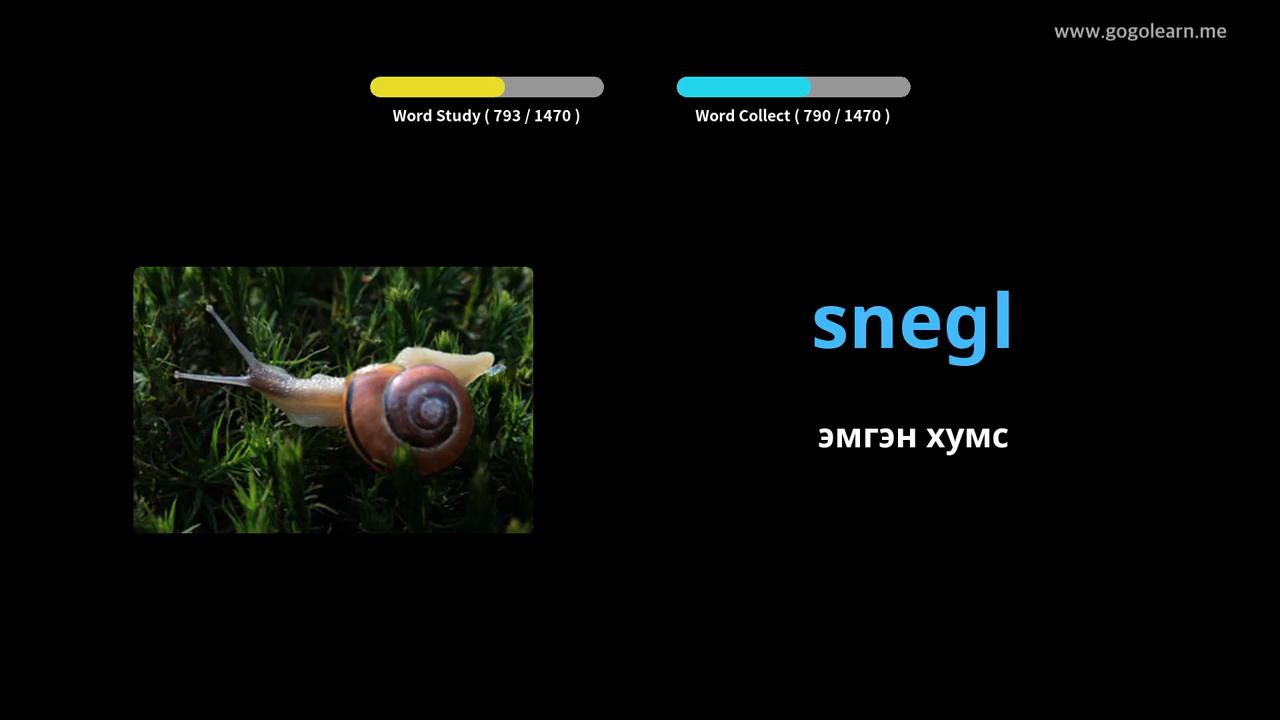 www.gogolearn.me
Word Study ( 793 / 1470 )
Word Collect ( 790 / 1470 )
snegl
эмгэн хумс